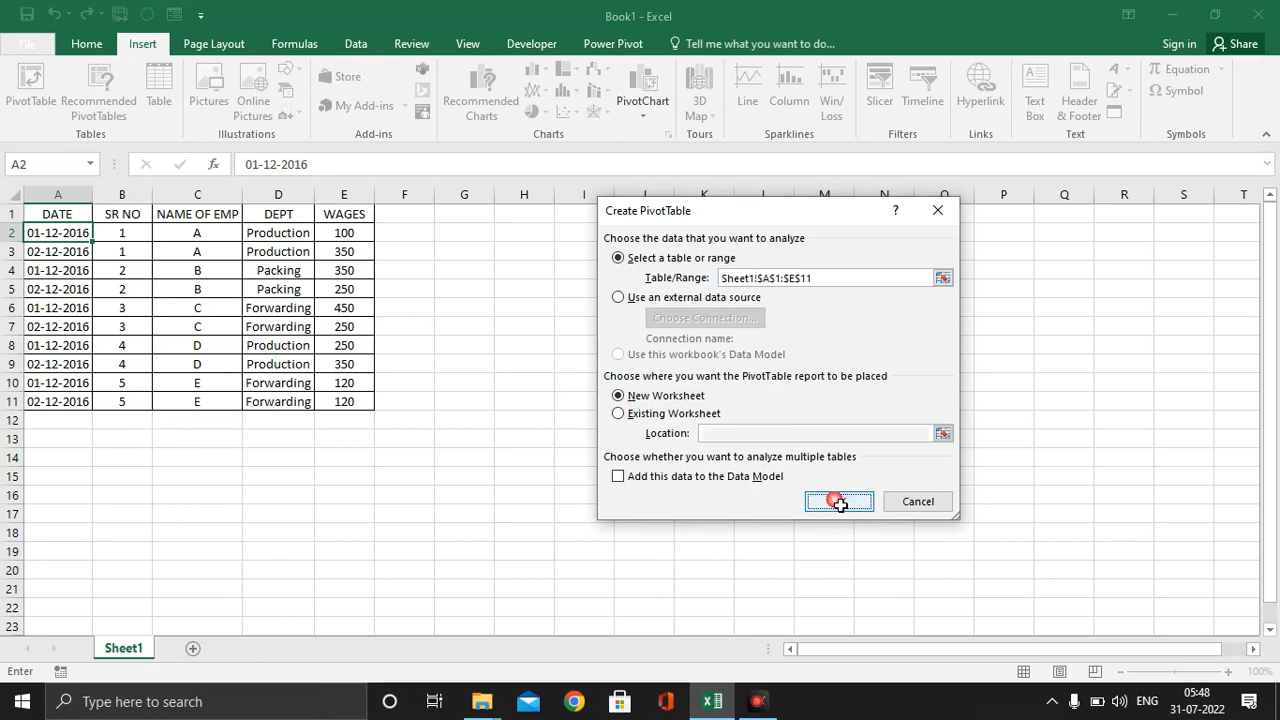 Book1 - Excel
File Home Insert Page Layout Formulas Data Review View Developer Power Pivot Tell me what you want to do... Sign in Share
PivotTable Recommended PivotTables Table
Tables
Pictures Online Pictures
Illustrations
Store
My Add-ins
Add-ins
Recommended Charts
PivotChart
Charts
3D Map
Tours
Line Column Win/Loss
Sparklines
Slicer Timeline
Filters
Hyperlink
Links
Text Box Header & Footer
Text
Equation
Symbol
Symbols
A2 fx 01-12-2016
A B C D E F G H I J K L M N O P Q R S T
1 DATE SR NO NAME OF EMP DEPT WAGES
2 01-12-2016 1 A Production 100
3 02-12-2016 1 A Production 350
4 01-12-2016 2 B Packing 350
5 02-12-2016 2 B Packing 250
6 01-12-2016 3 C Forwarding 450
7 02-12-2016 3 C Forwarding 250
8 01-12-2016 4 D Production 250
9 02-12-2016 4 D Production 350
10 01-12-2016 5 E Forwarding 120
11 02-12-2016 5 E Forwarding 120
12
13
14
15
16
17
18
19
20
21
22
23
Create PivotTable ?
Choose the data that you want to analyze
Select a table or range
Table/Range: Sheet1!$A$1:$E$11
Use an external data source
Choose Connection...
Connection name:
Use this workbook's Data Model
Choose where you want the PivotTable report to be placed
New Worksheet
Existing Worksheet
Location:
Choose whether you want to analyze multiple tables
Add this data to the Data Model
Cancel
Sheet1
Enter 100%
Type here to search
ENG
05:48
31-07-2022